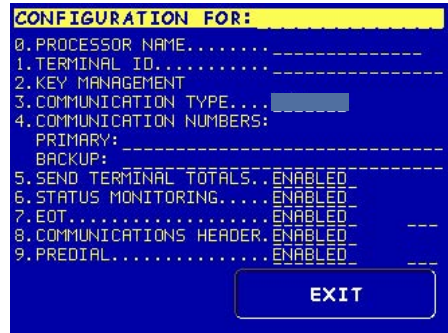 CONFIGURATION FOR:
0.PROCESSOR NAME........
1.TERMINAL ID...........
2.KEY MANAGEMENT
3.COMMUNICATION TYPE....
4.COMMUNICATION NUMBERS:
PRIMARY:
BACKUP:
5.SEND TERMINAL TOTALS..ENABLED
6.STATUS MONITORING.....ENABLED
7.EOT...................ENABLED
8.COMMUNICATIONS HEADER.ENABLED
9.PREDIAL...............ENABLED
EXIT